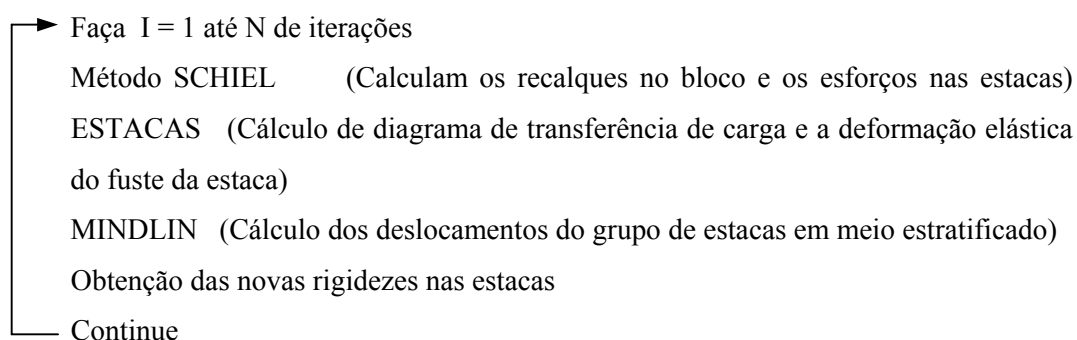 Faça I = 1 até N de iterações
Método SCHIEL (Calculam os recalques no bloco e os esforços nas estacas)
ESTACAS (Cálculo de diagrama de transferência de carga e a deformação elástica
do fuste da estaca)
MINDLIN (Cálculo dos deslocamentos do grupo de estacas em meio estratificado)
Obtenção das novas rigidezes nas estacas
Continue